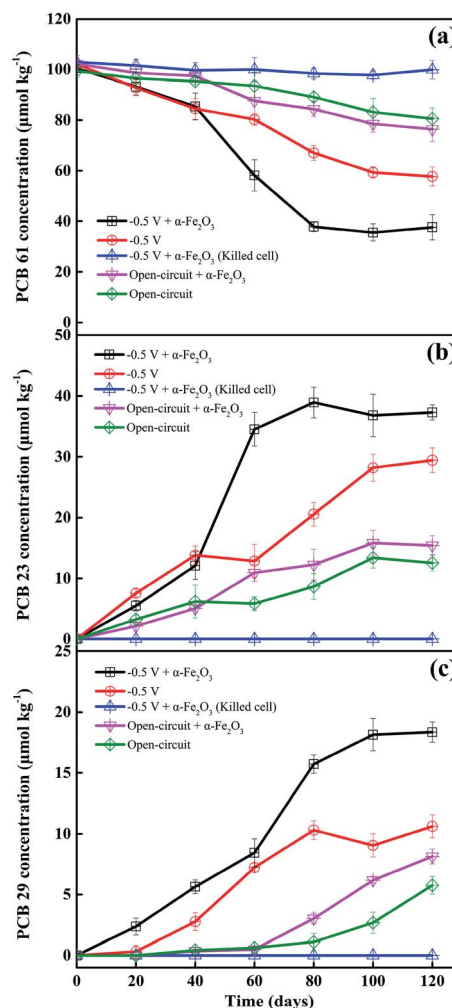 (a)
120
100
80
60
40
20
0
PCB 61 concentration (μmol kg⁻¹)
-0.5 V + α-Fe₂O₃
-0.5 V
-0.5 V + α-Fe₂O₃ (Killed cell)
Open-circuit + α-Fe₂O₃
Open-circuit
(b)
50
40
30
20
10
0
PCB 23 concentration (μmol kg⁻¹)
-0.5 V + α-Fe₂O₃
-0.5 V
-0.5 V + α-Fe₂O₃ (Killed cell)
Open-circuit + α-Fe₂O₃
Open-circuit
(c)
25
20
15
10
5
0
PCB 29 concentration (μmol kg⁻¹)
-0.5 V + α-Fe₂O₃
-0.5 V
-0.5 V + α-Fe₂O₃ (Killed cell)
Open-circuit + α-Fe₂O₃
Open-circuit
0 20 40 60 80 100 120
Time (days)